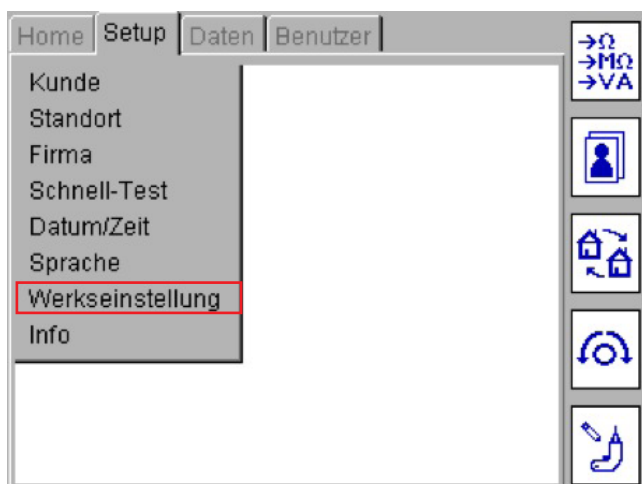 Home Setup Daten Benutzer
Kunde
Standort
Firma
Schnell-Test
Datum/Zeit
Sprache
Werkseinstellung
Info
→Ω
→MΩ
→VA